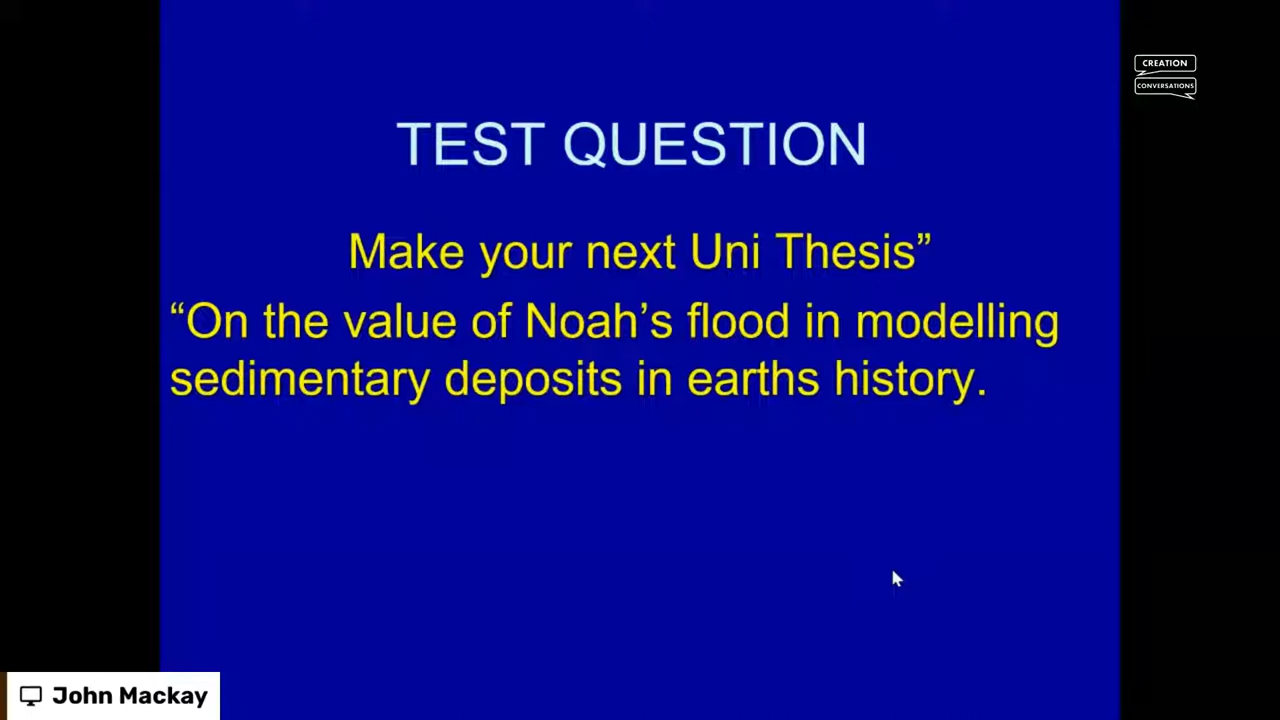 CREATION
CONVERSATIONS
TEST QUESTION
Make your next Uni Thesis”
“On the value of Noah’s flood in modelling
sedimentary deposits in earths history.
John Mackay